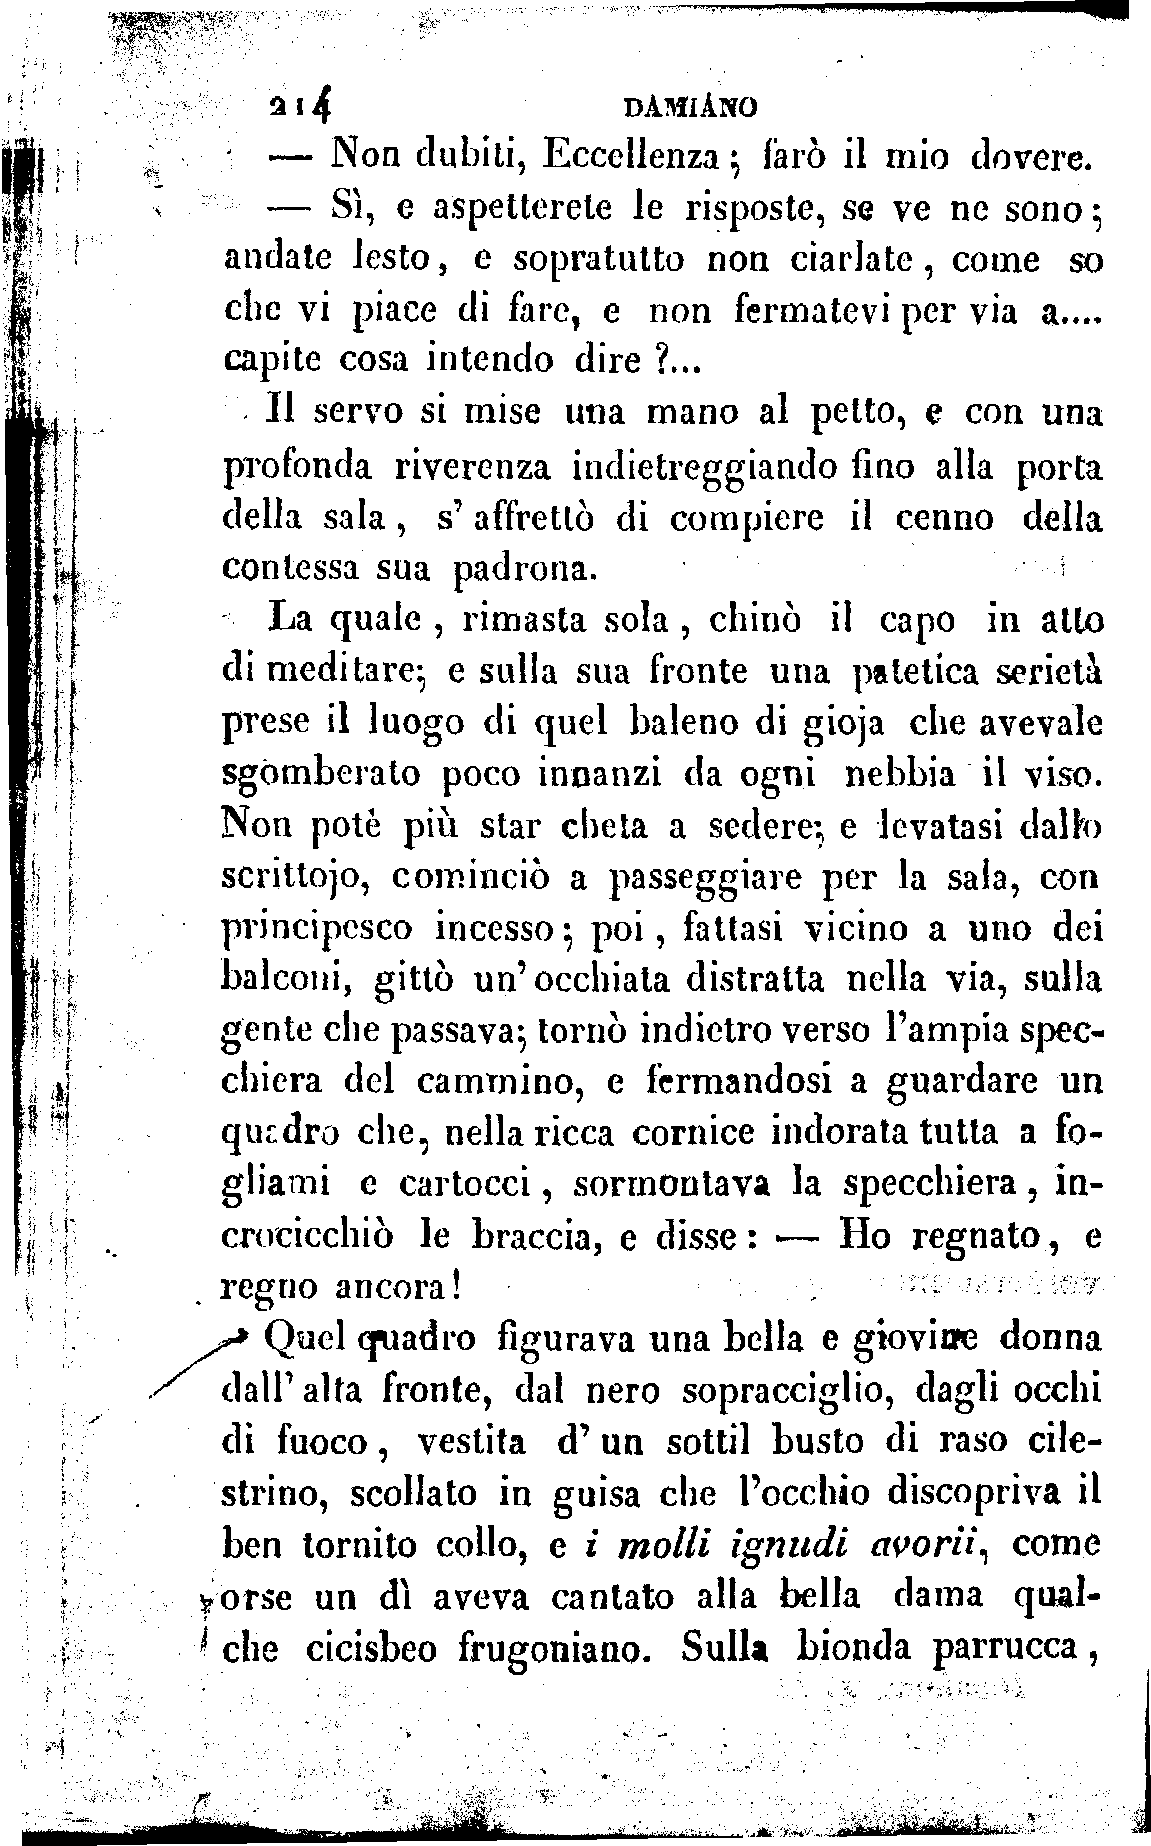 214 DAMIANO
— Non dubiti, Eccellenza; farò il mio dovere.
— Sì, e aspetterete le risposte, se ve ne sono;
andate lesto, e sopratutto non ciarlate, come so
che vi piace di fare, e non fermatevi per via a....
capite cosa intendo dire?...
Il servo si mise una mano al petto, e con una
profonda riverenza indietreggiando fino alla porta
della sala, s' affrettò di compiere il cenno della
contessa sua padrona.
La quale, rimasta sola, chinò il capo in atto
di meditare; e sulla sua fronte una patetica serietà
prese il luogo di quel baleno di gioja che avevale
sgomberato poco innanzi da ogni nebbia il viso.
Non potè più star cheta a sedere; e levatasi dallo
scrittojo, cominciò a passeggiare per la sala, con
principesco incesso; poi, fattasi vicino a uno dei
balconi, gittò un' occhiata distratta nella via, sulla
gente che passava; tornò indietro verso l'ampia spec-
chiera del cammino, e fermandosi a guardare un
quadro che, nella ricca cornice indorata tutta a fo-
gliami e cartocci, sormontava la specchiera, in-
crocicchiò le braccia, e disse: — Ho regnato, e
regno ancora!
Quel quadro figurava una bella e giovine donna
dall' alta fronte, dal nero sopracciglio, dagli occhi
di fuoco, vestita d' un sottil busto di raso cile-
strino, scollato in guisa che l'occhio discopriva il
ben tornito collo, e i molli ignudi avorii, come
forse un dì aveva cantato alla bella dama qual-
che cicisbeo frugoniano. Sulla bionda parrucca,